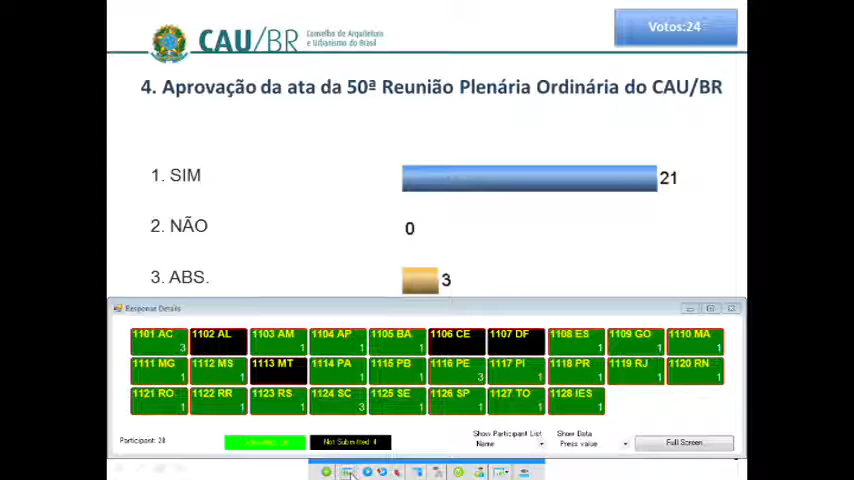 CAU/BR Conselho de Arquitetura
e Urbanismo do Brasil
Votos:24
4. Aprovação da ata da 50ª Reunião Plenária Ordinária do CAU/BR
1. SIM 21
2. NÃO 0
3. ABS. 3
Response Details
1101 AC 1102 AL 1103 AM 1104 AP 1105 BA 1106 CE 1107 DF 1108 ES 1109 GO 1110 MA
3 1 1 1 1 1 1
1111 MG 1112 MS 1113 MT 1114 PA 1115 PB 1116 PE 1117 PI 1118 PR 1119 RJ 1120 RN
1 1 1 1 3 1 1 1 1
1121 RO 1122 RR 1123 RS 1124 SC 1125 SE 1126 SP 1127 TO 1128 IES
1 1 1 3 1 1 1 1
Show Participant List Show Data
Participant: 28 Not Submitted 4 Name Press value Full Screen